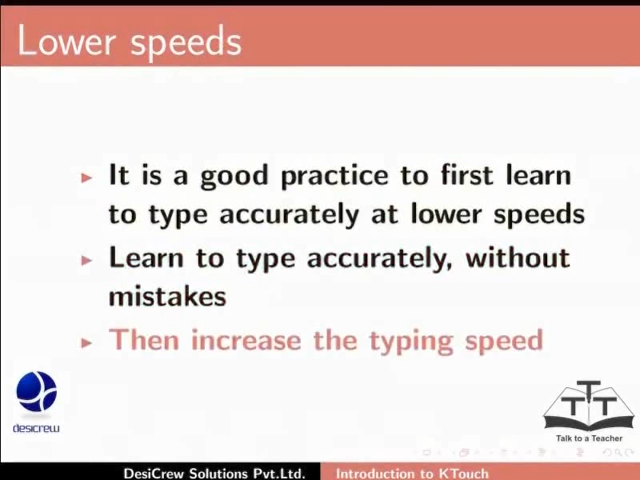 Lower speeds
It is a good practice to first learn
to type accurately at lower speeds
Learn to type accurately, without
mistakes
Then increase the typing speed
desicrew
TTT
Talk to a Teacher
DesiCrew Solutions Pvt.Ltd. Introduction to KTouch